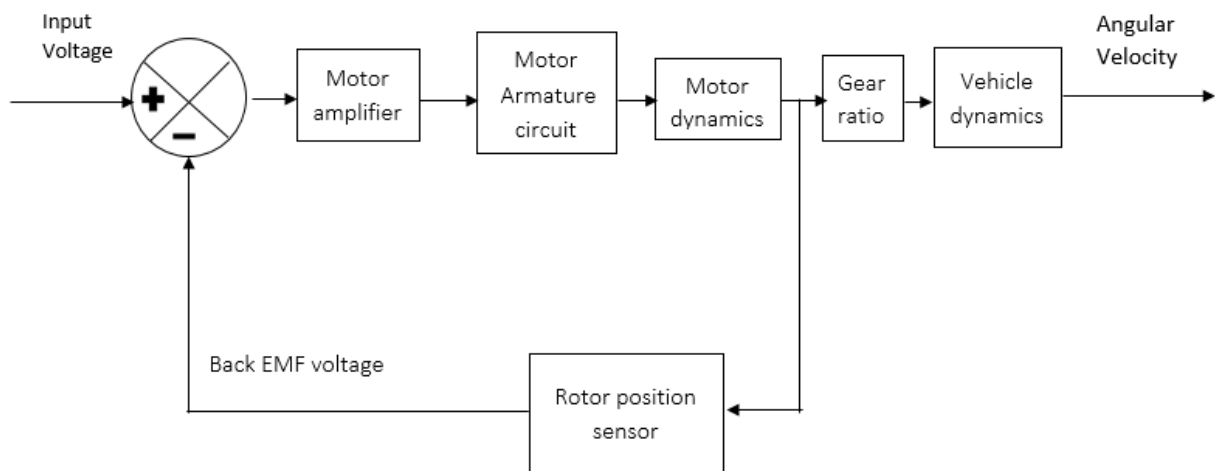 Input
Voltage
+
−
Motor
amplifier
Motor
Armature
circuit
Motor
dynamics
Gear
ratio
Vehicle
dynamics
Angular
Velocity
Back EMF voltage
Rotor position
sensor